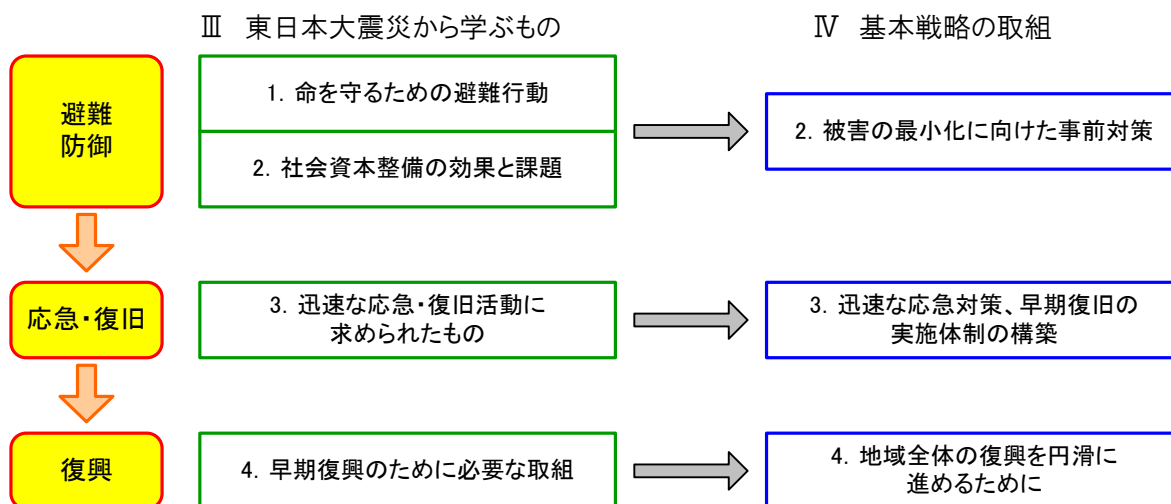 Ⅲ 東日本大震災から学ぶもの
Ⅳ 基本戦略の取組
避難
防御
1. 命を守るための避難行動
2. 社会資本整備の効果と課題
2. 被害の最小化に向けた事前対策
応急・復旧
3. 迅速な応急・復旧活動に
求められたもの
3. 迅速な応急対策、早期復旧の
実施体制の構築
復興
4. 早期復興のために必要な取組
4. 地域全体の復興を円滑に
進めるために